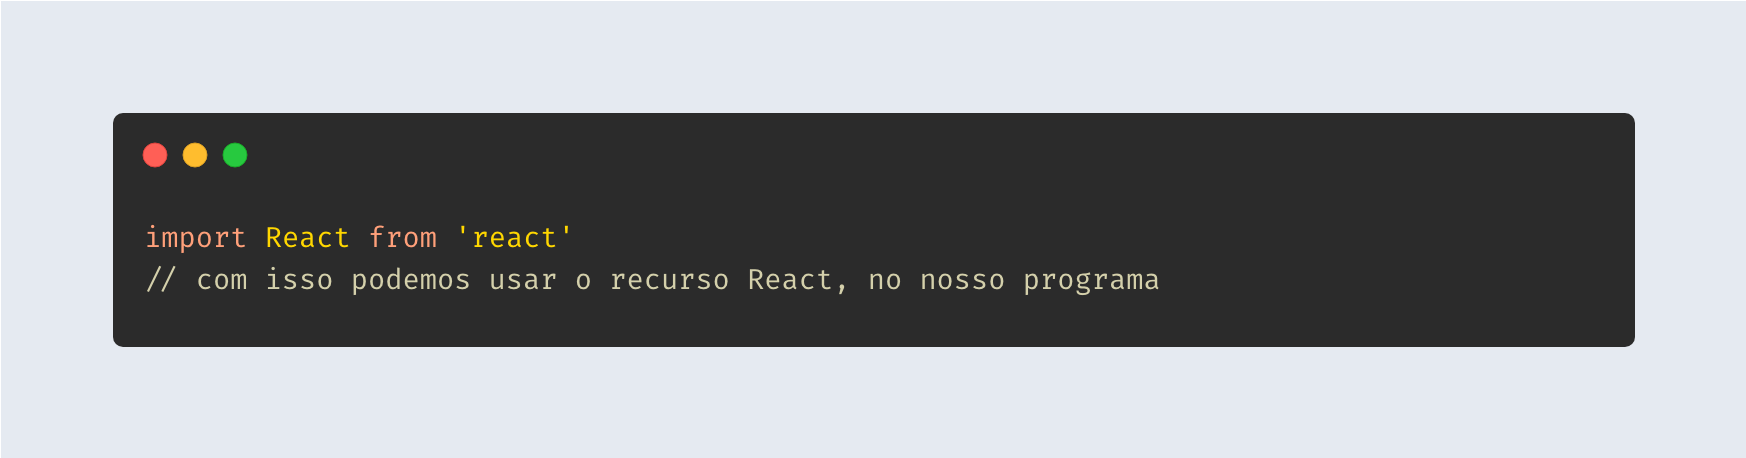 import React from 'react'
// com isso podemos usar o recurso React, no nosso programa